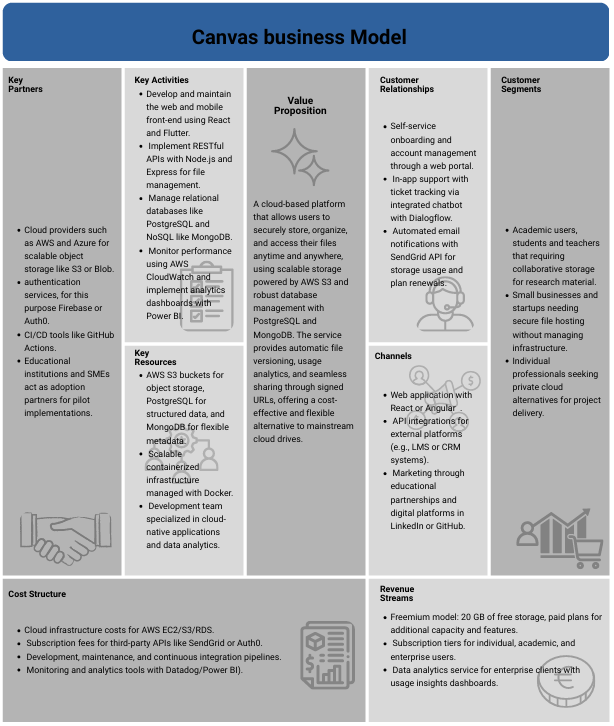 Canvas business Model
Key
Partners
• Cloud providers such
as AWS and Azure for
scalable object
storage like S3 or Blob.
• authentication
services, for this
purpose Firebase or
Auth0.
• CI/CD tools like GitHub
Actions.
• Educational
institutions and SMEs
act as adoption
partners for pilot
implementations.
Key Activities
• Develop and maintain
the web and mobile
front-end using React
and Flutter.
• Implement RESTful
APIs with Node.js and
Express for file
management.
• Manage relational
databases like
PostgreSQL and
NoSQL like MongoDB.
• Monitor performance
using AWS
CloudWatch and
implement analytics
dashboards with
Power BI.
Key
Resources
• AWS S3 buckets for
object storage,
PostgreSQL for
structured data, and
MongoDB for flexible
metadata.
• Scalable
containerized
infrastructure
managed with Docker.
• Development team
specialized in cloud-
native applications
and data analytics.
Value
Proposition
A cloud-based platform
that allows users to
securely store, organize,
and access their files
anytime and anywhere,
using scalable storage
powered by AWS S3 and
robust database
management with
PostgreSQL and
MongoDB. The service
provides automatic file
versioning, usage
analytics, and seamless
sharing through signed
URLs, offering a cost-
effective and flexible
alternative to mainstream
cloud drives.
Customer
Relationships
• Self-service
onboarding and
account management
through a web portal.
• In-app support with
ticket tracking via
integrated chatbot
with Dialogflow.
• Automated email
notifications with
SendGrid API for
storage usage and
plan renewals.
Channels
• Web application with
React or Angular .
• API integrations for
external platforms
(e.g., LMS or CRM
systems).
• Marketing through
educational
partnerships and
digital platforms in
LinkedIn or GitHub.
Customer
Segments
• Academic users,
students and teachers
that requiring
collaborative storage
for research material.
• Small businesses and
startups needing
secure file hosting
without managing
infrastructure.
• Individual
professionals seeking
private cloud
alternatives for project
delivery.
Cost Structure
• Cloud infrastructure costs for AWS EC2/S3/RDS.
• Subscription fees for third-party APIs like SendGrid or Auth0.
• Development, maintenance, and continuous integration pipelines.
• Monitoring and analytics tools with Datadog/Power BI).
Revenue
Streams
• Freemium model: 20 GB of free storage, paid plans for
additional capacity and features.
• Subscription tiers for individual, academic, and
enterprise users.
• Data analytics service for enterprise clients with
usage insights dashboards.